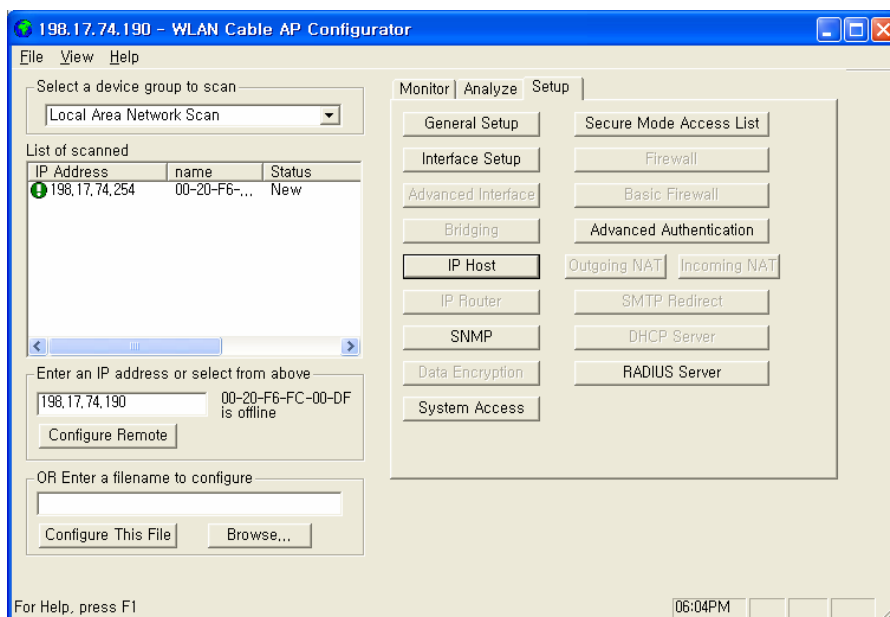 198.17.74.190 - WLAN Cable AP Configurator
File View Help
Select a device group to scan
Local Area Network Scan
List of scanned
IP Address name Status
198,17,74,254 00-20-F6-,,, New
Enter an IP address or select from above
198,17,74,190
00-20-F6-FC-00-DF
is offline
Configure Remote
OR Enter a filename to configure
Configure This File Browse,,,
Monitor Analyze Setup
General Setup Secure Mode Access List
Interface Setup Firewall
Advanced Interface Basic Firewall
Bridging Advanced Authentication
IP Host Outgoing NAT Incoming NAT
IP Router SMTP Redirect
SNMP DHCP Server
Data Encryption RADIUS Server
System Access
For Help, press F1 06:04PM